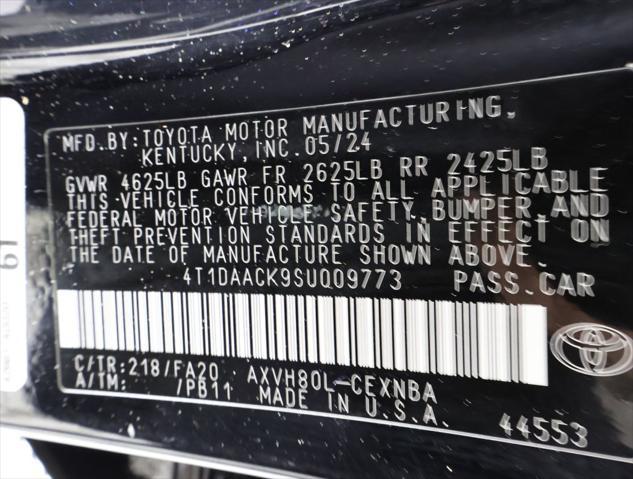 MFD.BY:TOYOTA MOTOR MANUFACTURING,
KENTUCKY, INC. 05/24
GVWR 4625LB GAWR FR 2625LB RR 2425LB
THIS VEHICLE CONFORMS TO ALL APPLICABLE
FEDERAL MOTOR VEHICLE SAFETY, BUMPER, AND
THEFT PREVENTION STANDARDS IN EFFECT ON
THE DATE OF MANUFACTURE SHOWN ABOVE.
4T1DAACK9SU009773 PASS.CAR
C/TR:218/FA20 AXVH80L-CEXNBA
A/TM: /PB11 MADE IN U.S.A.
44553